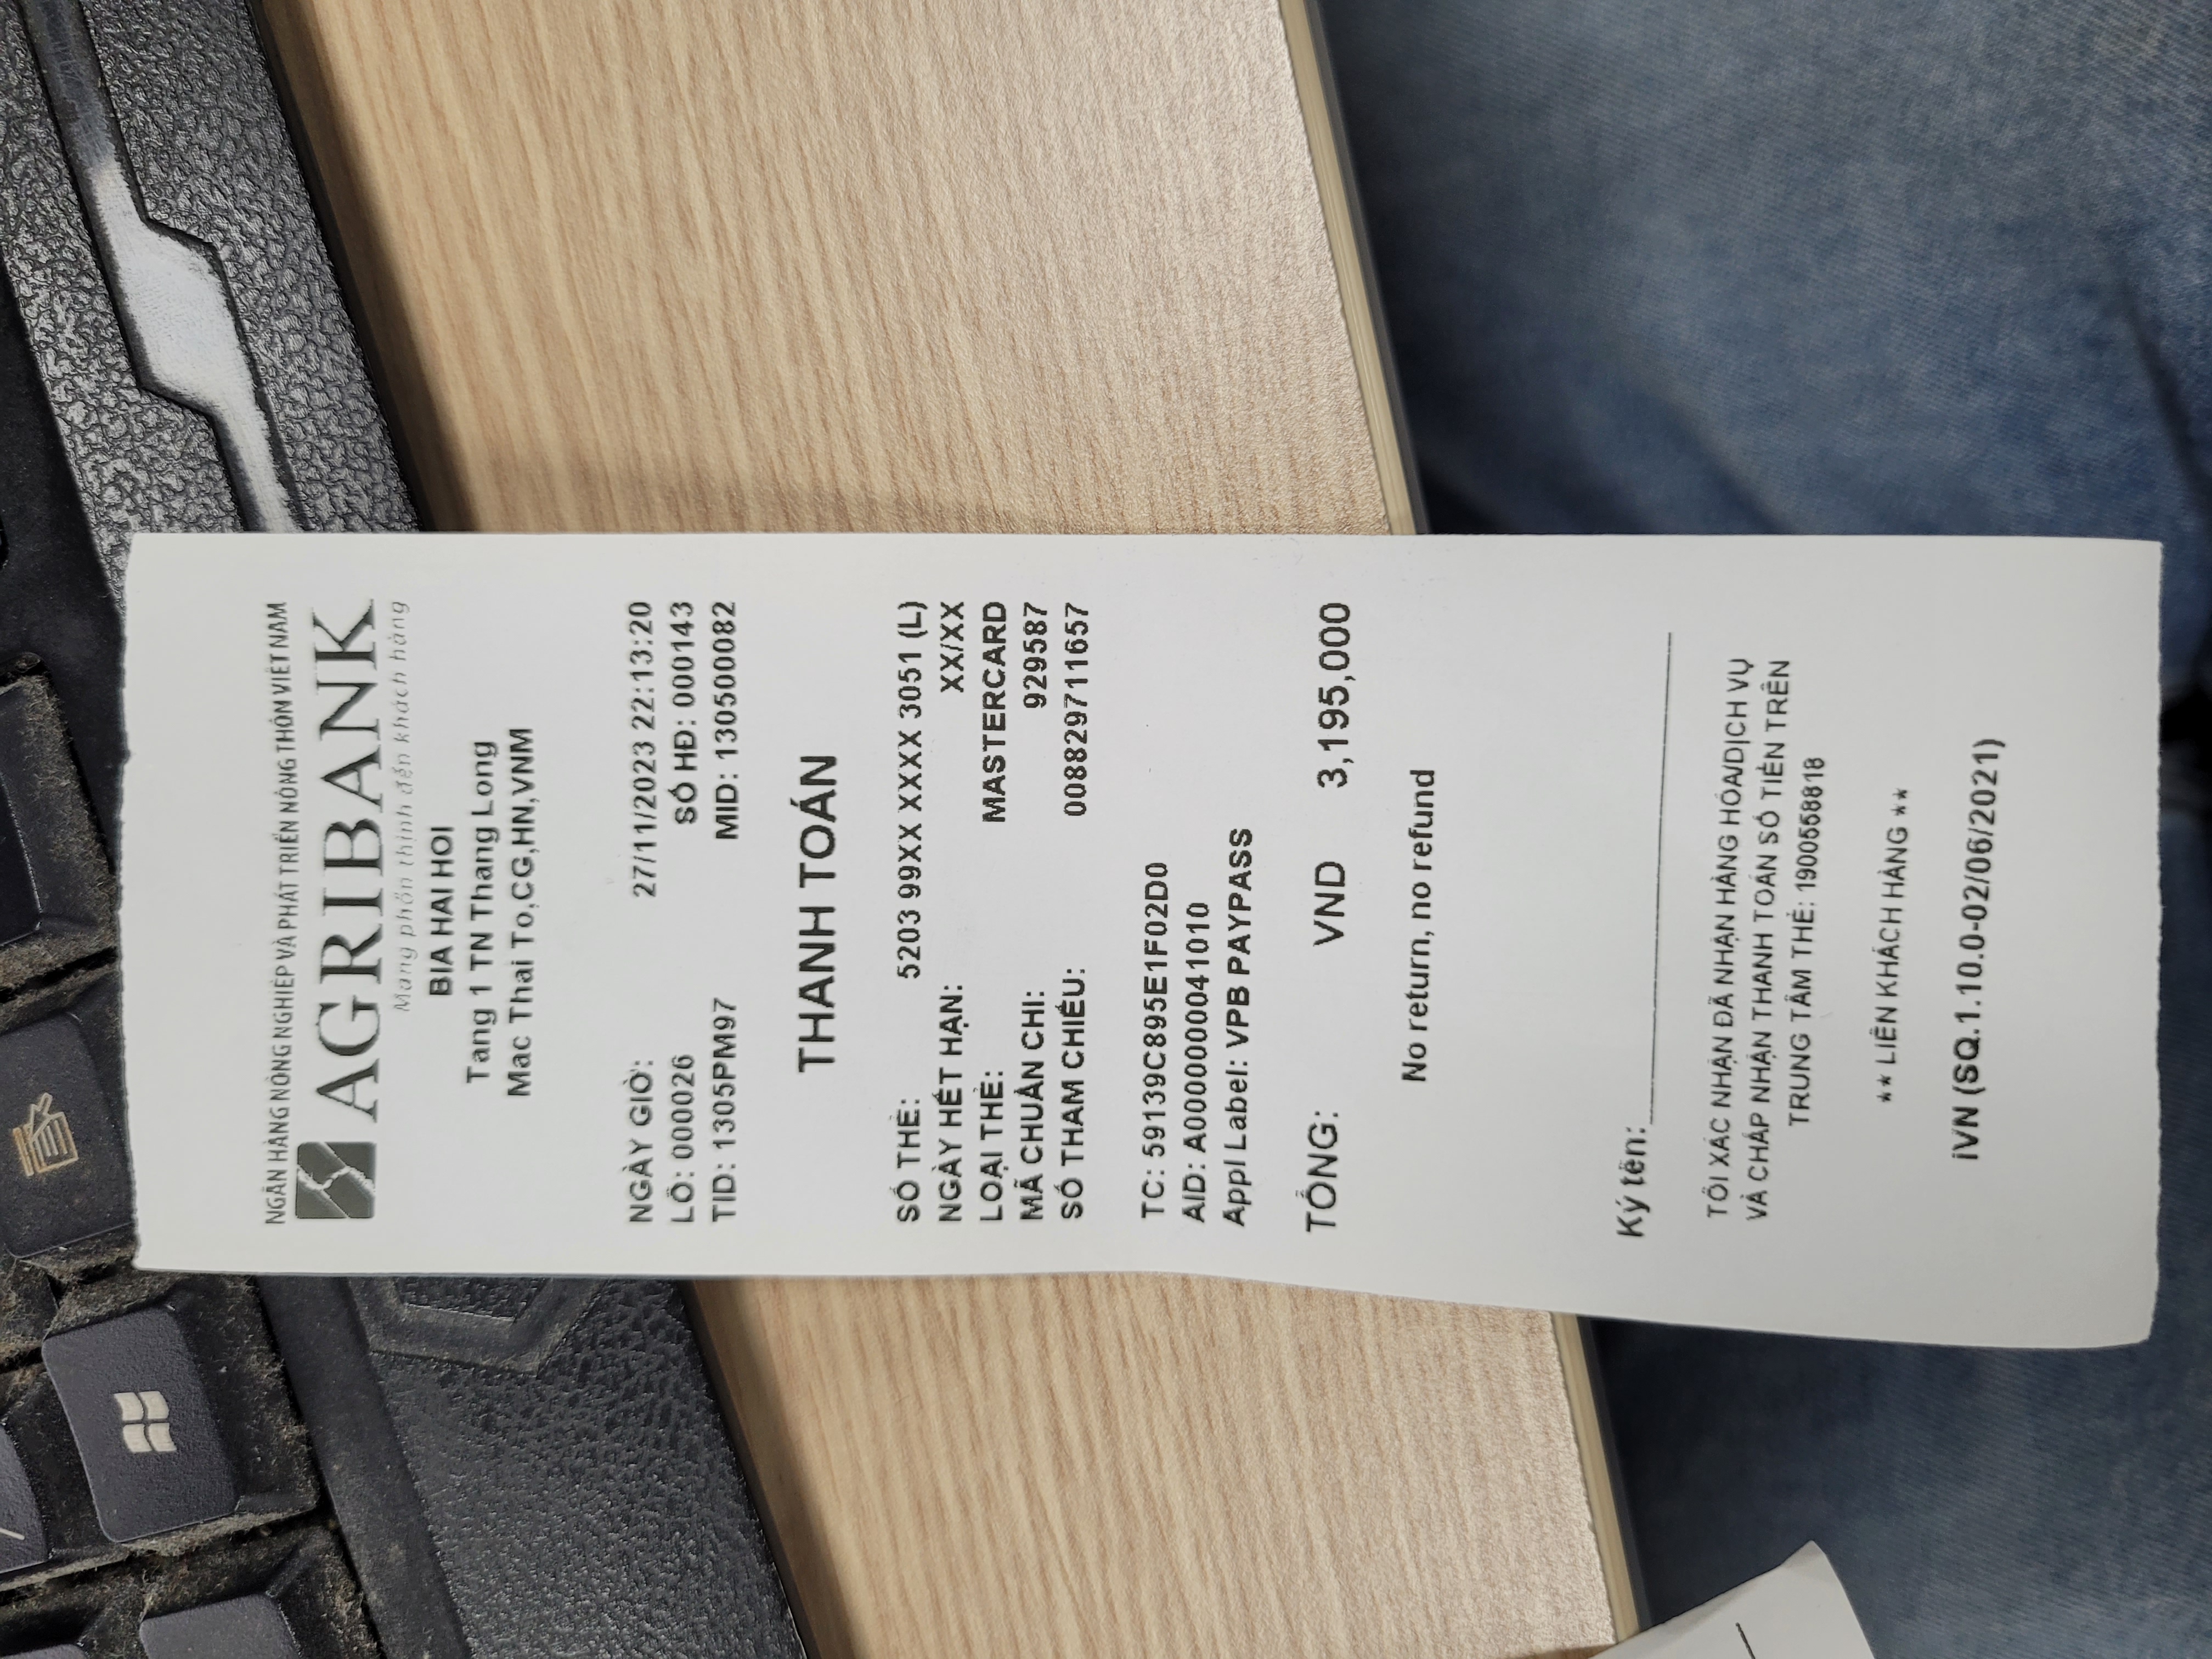 NGÂN HÀNG NÔNG NGHIỆP VÀ PHÁT TRIỂN NÔNG THÔN VIỆT NAM
AGRIBANK
Mang phồn thịnh đến khách hàng
BIA HAI HOI
Tang 1 TN Thang Long
Mac Thai To,CG,HN,VNM
NGÀY GIỜ: 27/11/2023 22:13:20
LÔ: 000026 SỐ HĐ: 000143
TID: 1305PM97 MID: 130500082
THANH TOÁN
SỐ THẺ: 5203 99XX XXXX 3051 (L)
NGÀY HẾT HẠN: XX/XX
LOẠI THẺ: MASTERCARD
MÃ CHUẨN CHI: 929587
SỐ THAM CHIẾU: 008829711657
TC: 59139C895E1F02D0
AID: A0000000041010
Appl Label: VPB PAYPASS
TỔNG: VND 3,195,000
No return, no refund
Ký tên:
TÔI XÁC NHẬN ĐÃ NHẬN HÀNG HÓA/DỊCH VỤ
VÀ CHẤP NHẬN THANH TOÁN SỐ TIỀN TRÊN
TRUNG TÂM THẺ: 1900558818
** LIÊN KHÁCH HÀNG **
iVN (SQ.1.10.0-02/06/2021)